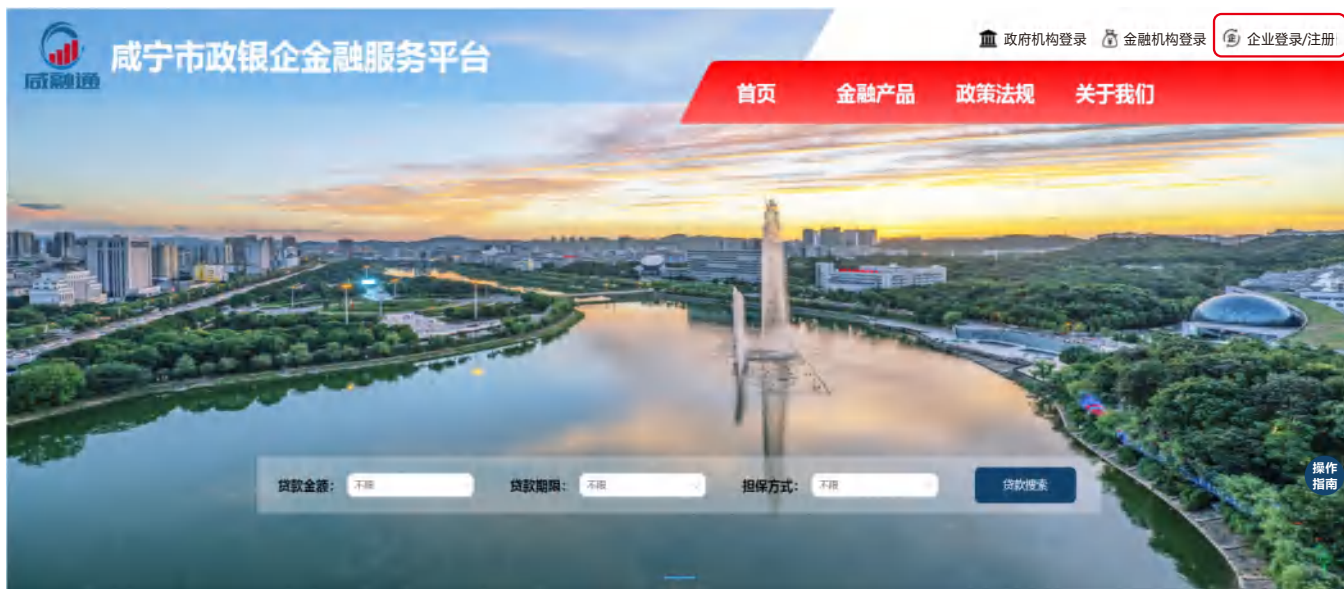 咸融通
咸宁市政银企金融服务平台
政府机构登录
金融机构登录
企业登录/注册
首页 金融产品 政策法规 关于我们
贷款金额： 不限 贷款期限： 不限 担保方式： 不限 贷款搜索
操作
指南